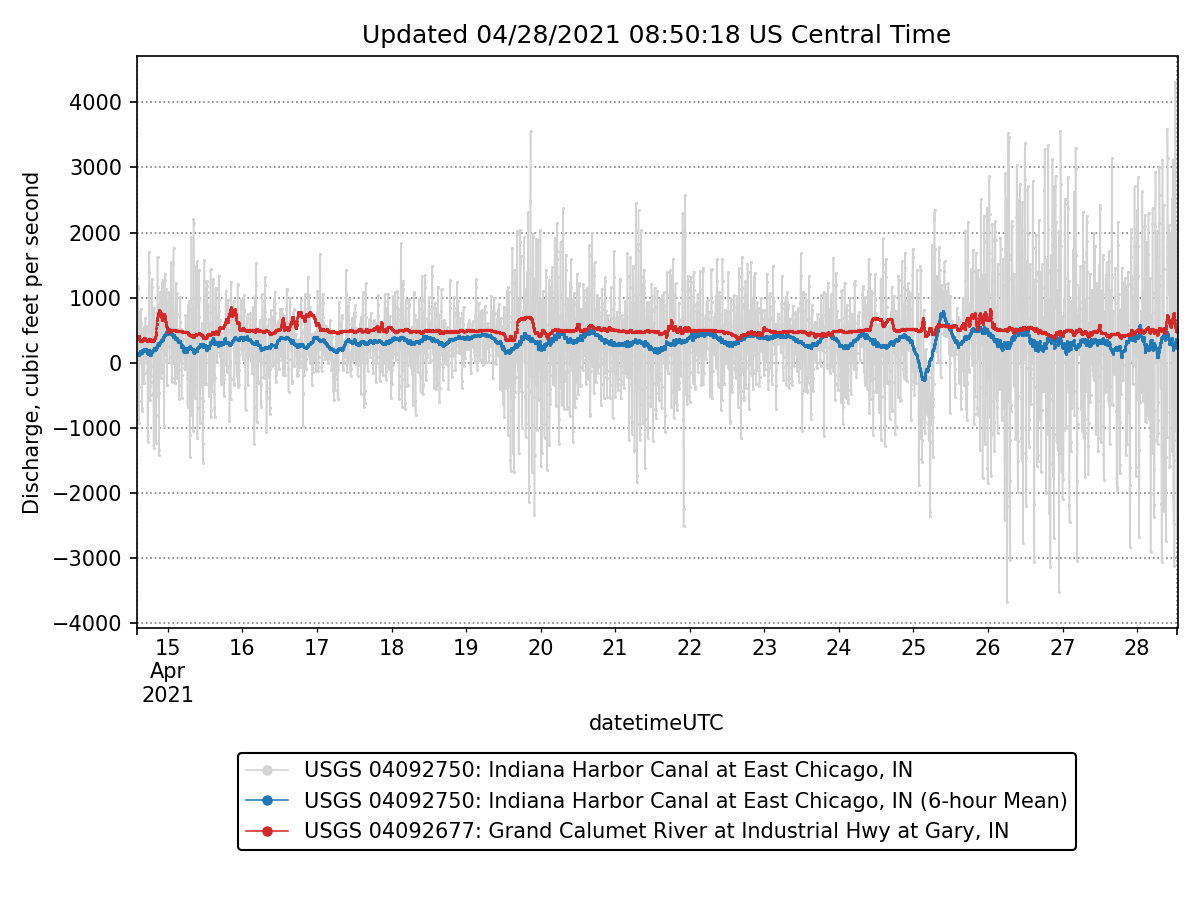 Updated 04/28/2021 08:50:18 US Central Time
Discharge, cubic feet per second
4000
3000
2000
1000
0
−1000
−2000
−3000
−4000
15 16 17 18 19 20 21 22 23 24 25 26 27 28
Apr
2021
datetimeUTC
USGS 04092750: Indiana Harbor Canal at East Chicago, IN
USGS 04092750: Indiana Harbor Canal at East Chicago, IN (6-hour Mean)
USGS 04092677: Grand Calumet River at Industrial Hwy at Gary, IN